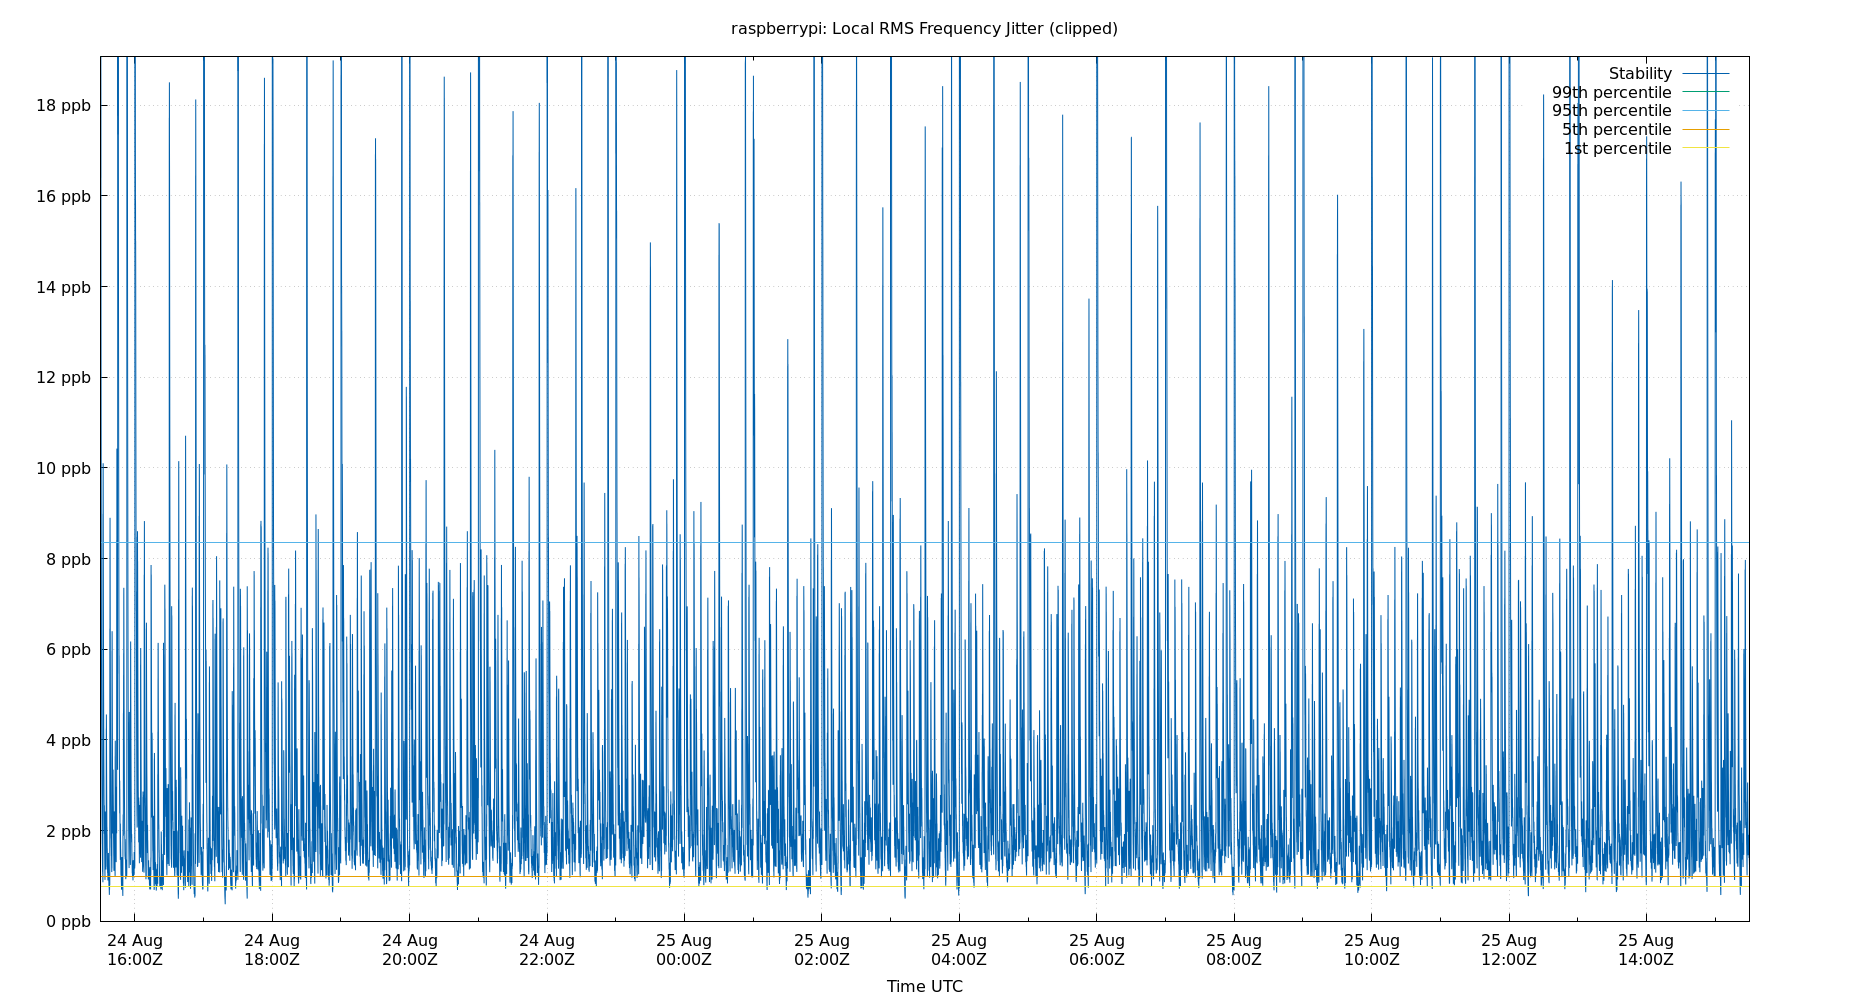 raspberrypi: Local RMS Frequency Jitter (clipped)
Stability
99th percentile
95th percentile
5th percentile
1st percentile
18 ppb
16 ppb
14 ppb
12 ppb
10 ppb
8 ppb
6 ppb
4 ppb
2 ppb
0 ppb
24 Aug 24 Aug 24 Aug 24 Aug 25 Aug 25 Aug 25 Aug 25 Aug 25 Aug 25 Aug 25 Aug 25 Aug
16:00Z 18:00Z 20:00Z 22:00Z 00:00Z 02:00Z 04:00Z 06:00Z 08:00Z 10:00Z 12:00Z 14:00Z
Time UTC